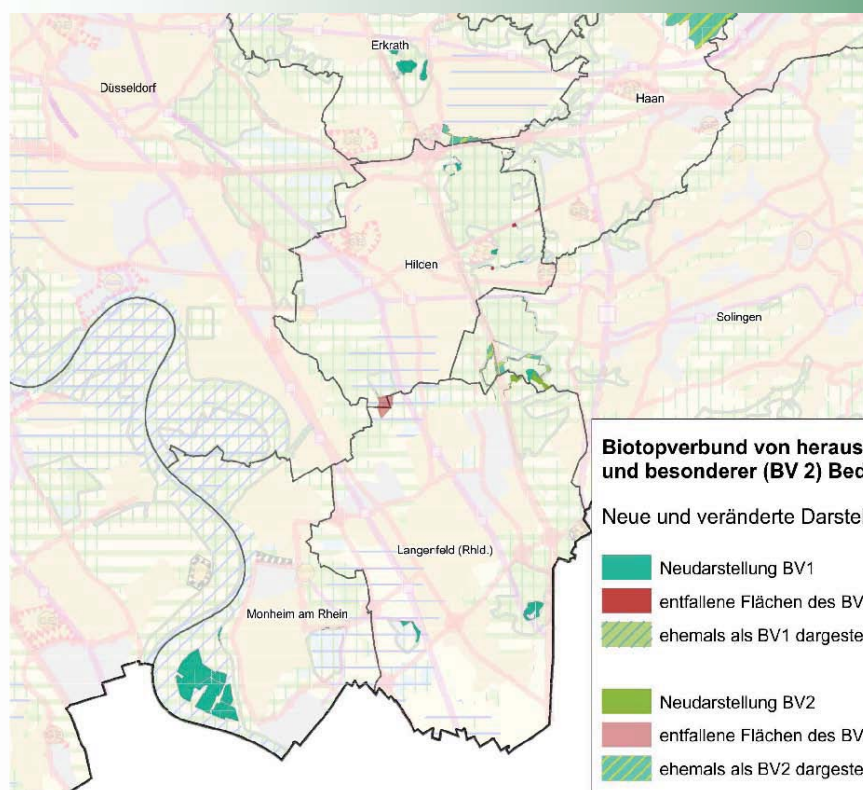 Erkrath
Düsseldorf
Haan
Hilden
Solingen
Biotopverbund von heraus
und besonderer (BV 2) Bed
Neue und veränderte Darstel
Langenfeld (Rhld.)
Neudarstellung BV1
entfallene Flächen des BV
Monheim am Rhein
ehemals als BV1 dargeste
Neudarstellung BV2
entfallene Flächen des BV
ehemals als BV2 dargeste